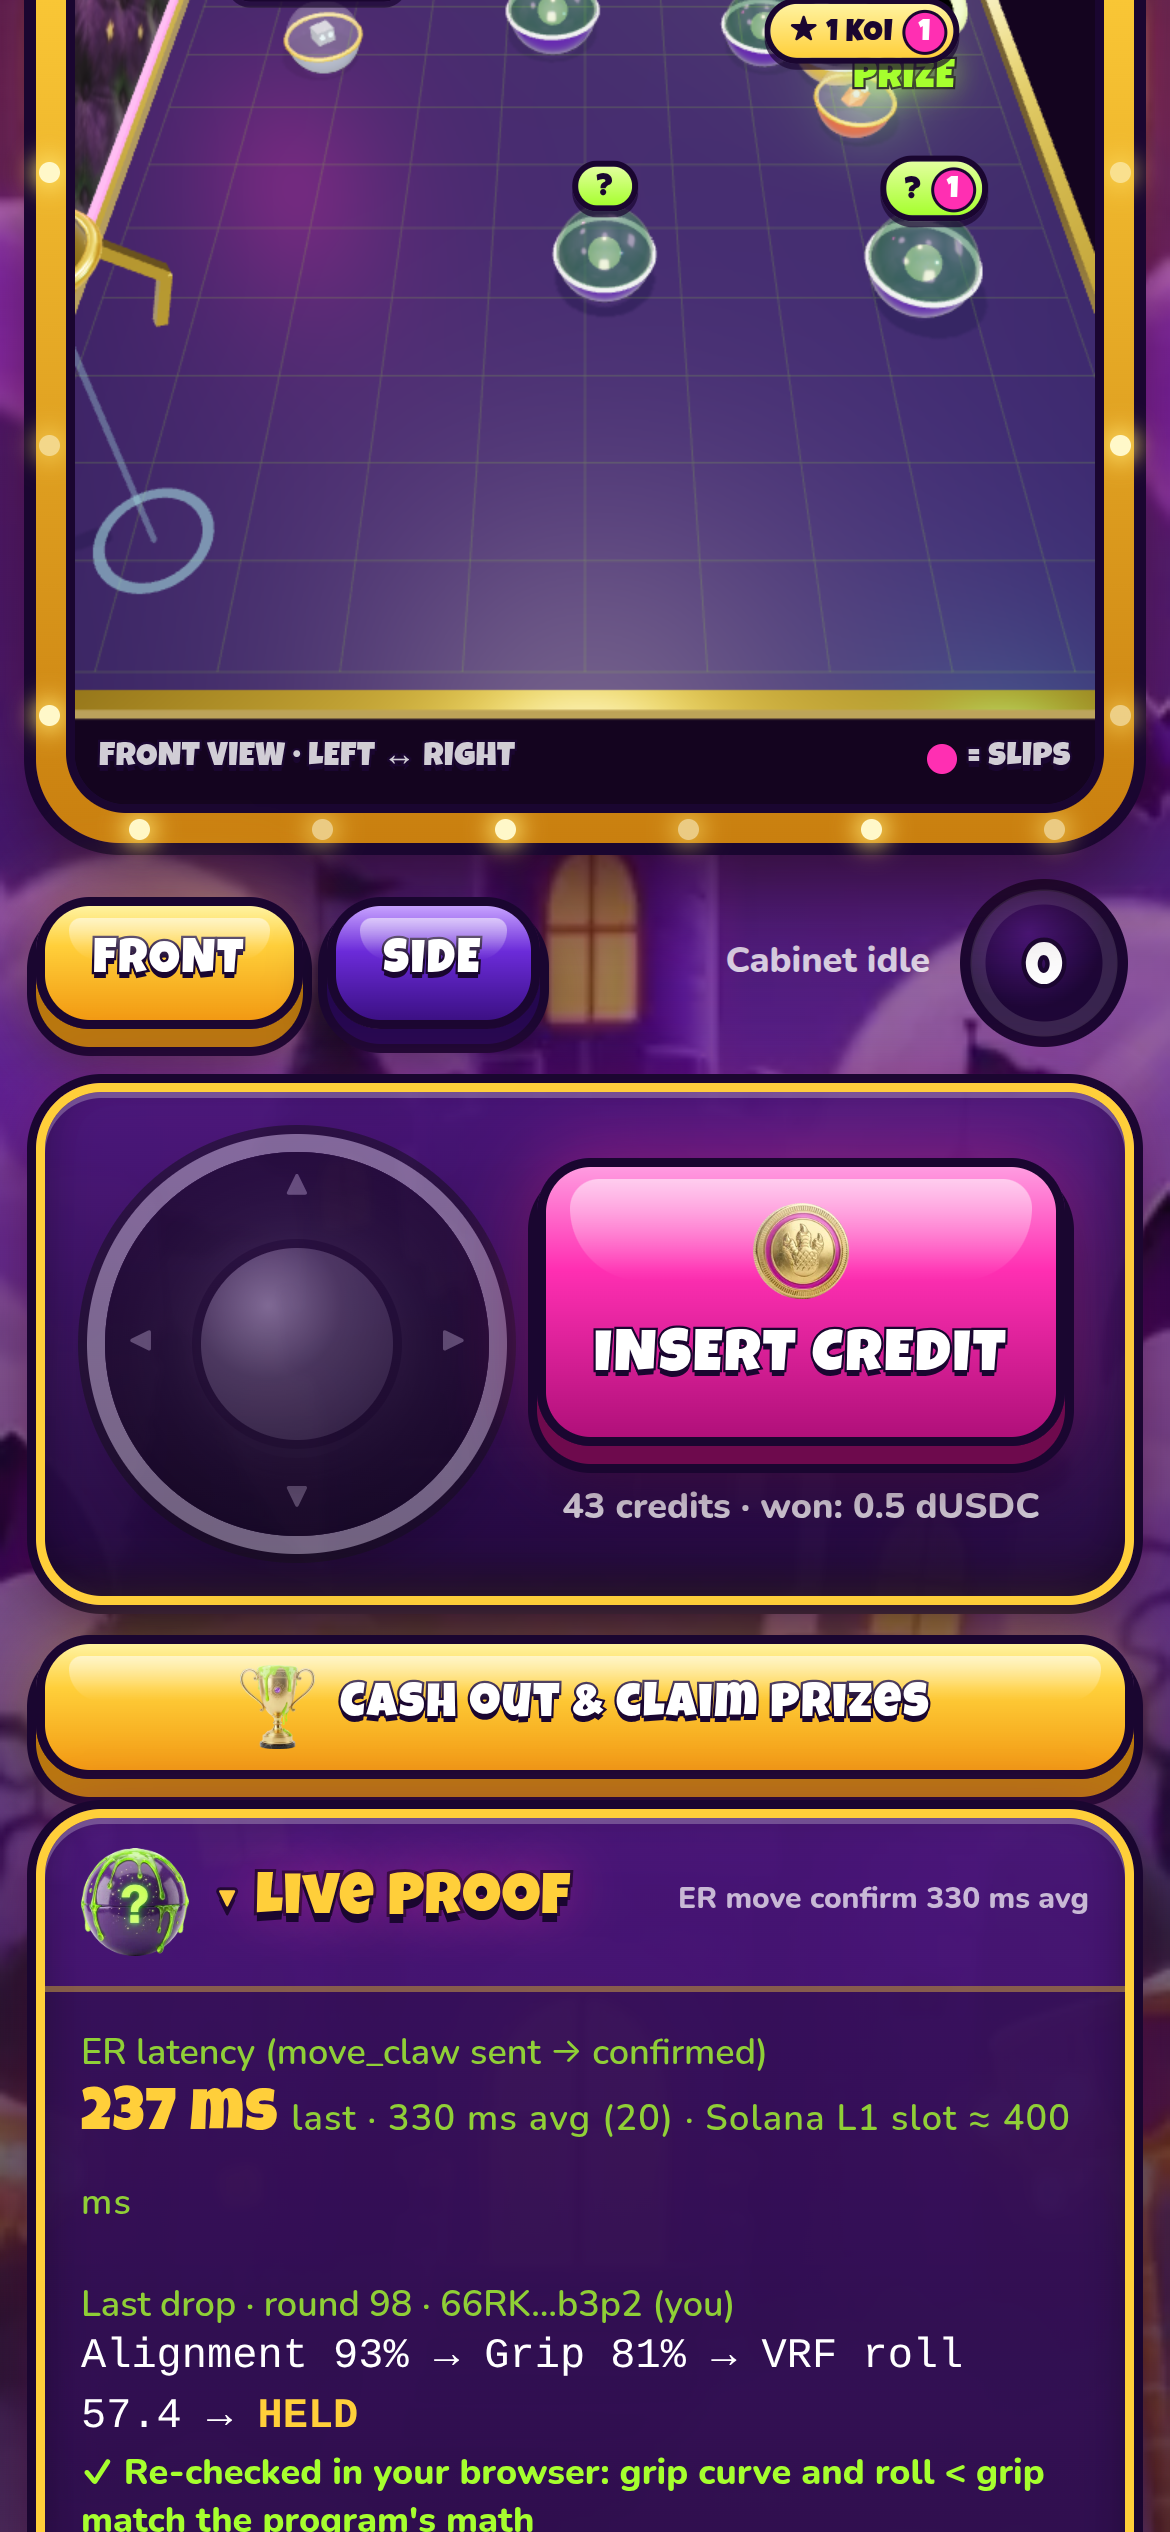 ★ 1 KOI 1
PRIZE
?
? 1
FRONT VIEW · LEFT ↔ RIGHT
= SLIPS
FRONT
SIDE
Cabinet idle
0
INSERT CREDIT
43 credits · won: 0.5 dUSDC
CASH OUT & CLAIM PRIZES
?
▾ LIVE PROOF
ER move confirm 330 ms avg
ER latency (move_claw sent → confirmed)
237 ms last · 330 ms avg (20) · Solana L1 slot ≈ 400
ms
Last drop · round 98 · 66RK…b3p2 (you)
Alignment 93% → Grip 81% → VRF roll
57.4 → HELD
✓ Re-checked in your browser: grip curve and roll < grip
match the program's math